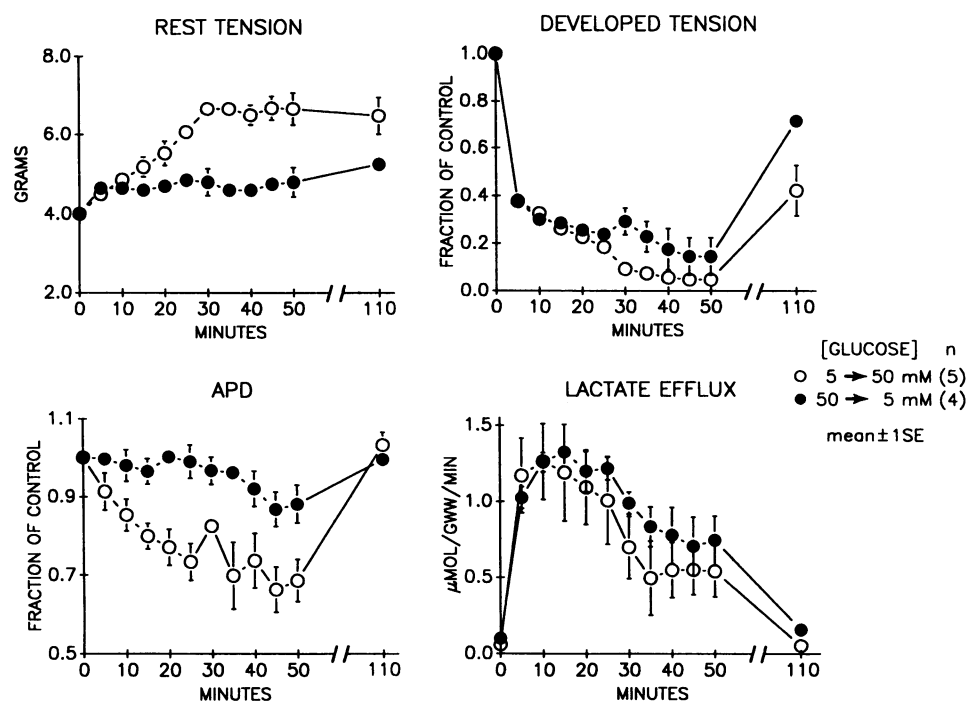 REST TENSION
8.0
6.0
4.0
2.0
GRAMS
0 10 20 30 40 50 110
MINUTES
DEVELOPED TENSION
1.0
0.8
0.6
0.4
0.2
0.0
FRACTION OF CONTROL
0 10 20 30 40 50 110
MINUTES
[GLUCOSE] n
5 → 50 mM (5)
50 → 5 mM (4)
mean±1SE
APD
1.1
0.9
0.7
0.5
FRACTION OF CONTROL
0 10 20 30 40 50 110
MINUTES
LACTATE EFFLUX
1.5
1.0
0.5
0.0
μMOL/GWW/MIN
0 10 20 30 40 50 110
MINUTES